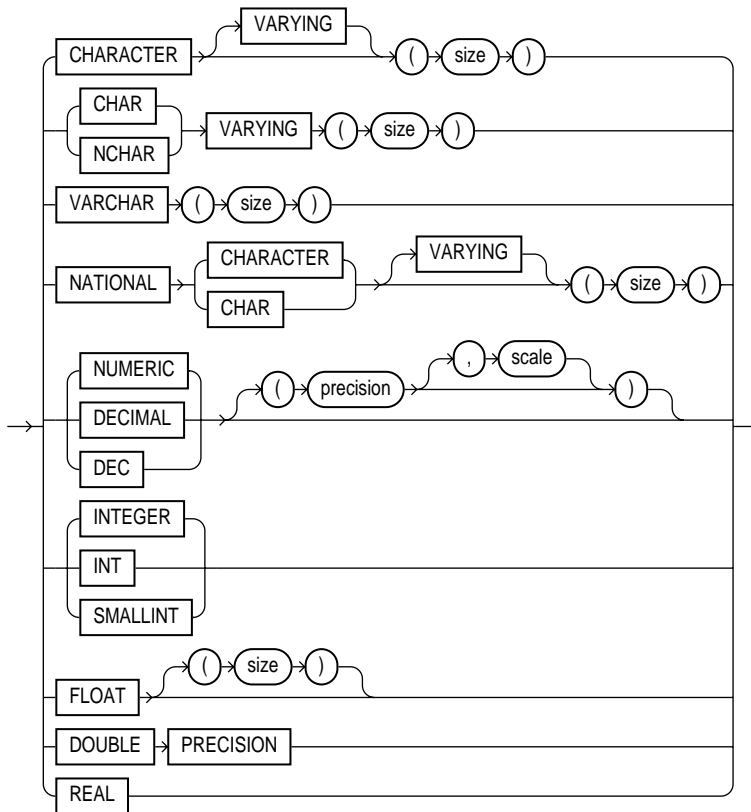 VARYING
CHARACTER ( size )
CHAR
VARYING ( size )
NCHAR
VARCHAR ( size )
CHARACTER VARYING
NATIONAL ( size )
CHAR
NUMERIC , scale
( precision )
DECIMAL
DEC
INTEGER
INT
SMALLINT
( size )
FLOAT
DOUBLE PRECISION
REAL